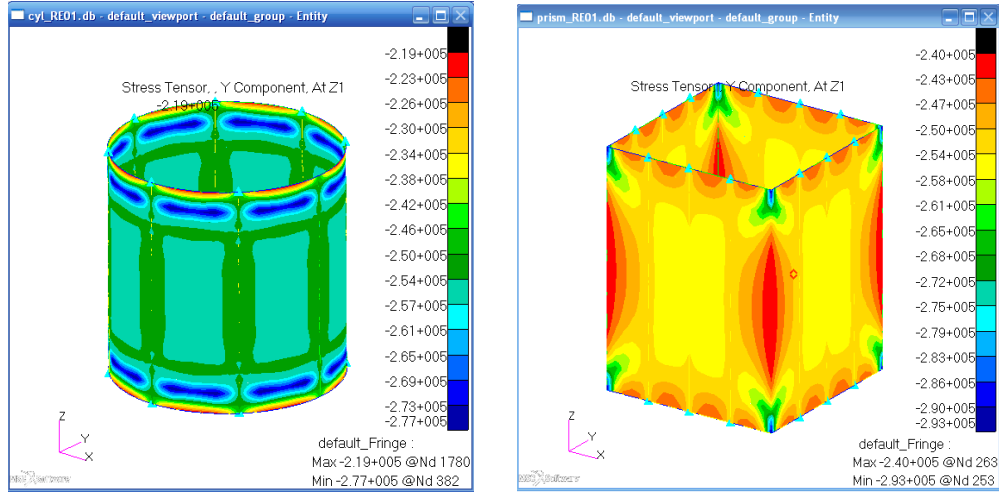 cyl_RE01.db - default_viewport - default_group - Entity
Stress Tensor, . Y Component, At Z1
-2.19+005
-2.19+005
-2.23+005
-2.26+005
-2.30+005
-2.34+005
-2.38+005
-2.42+005
-2.46+005
-2.50+005
-2.54+005
-2.57+005
-2.61+005
-2.65+005
-2.69+005
-2.73+005
-2.77+005
Z
Y
X
default_Fringe :
Max -2.19+005 @Nd 1780
Min -2.77+005 @Nd 382
prism_RE01.db - default_viewport - default_group - Entity
Stress Tensor, . Y Component, At Z1
-2.40+005
-2.43+005
-2.47+005
-2.50+005
-2.54+005
-2.58+005
-2.61+005
-2.65+005
-2.68+005
-2.72+005
-2.75+005
-2.79+005
-2.83+005
-2.86+005
-2.90+005
-2.93+005
Z
Y
X
default_Fringe :
Max -2.40+005 @Nd 263
Min -2.93+005 @Nd 253